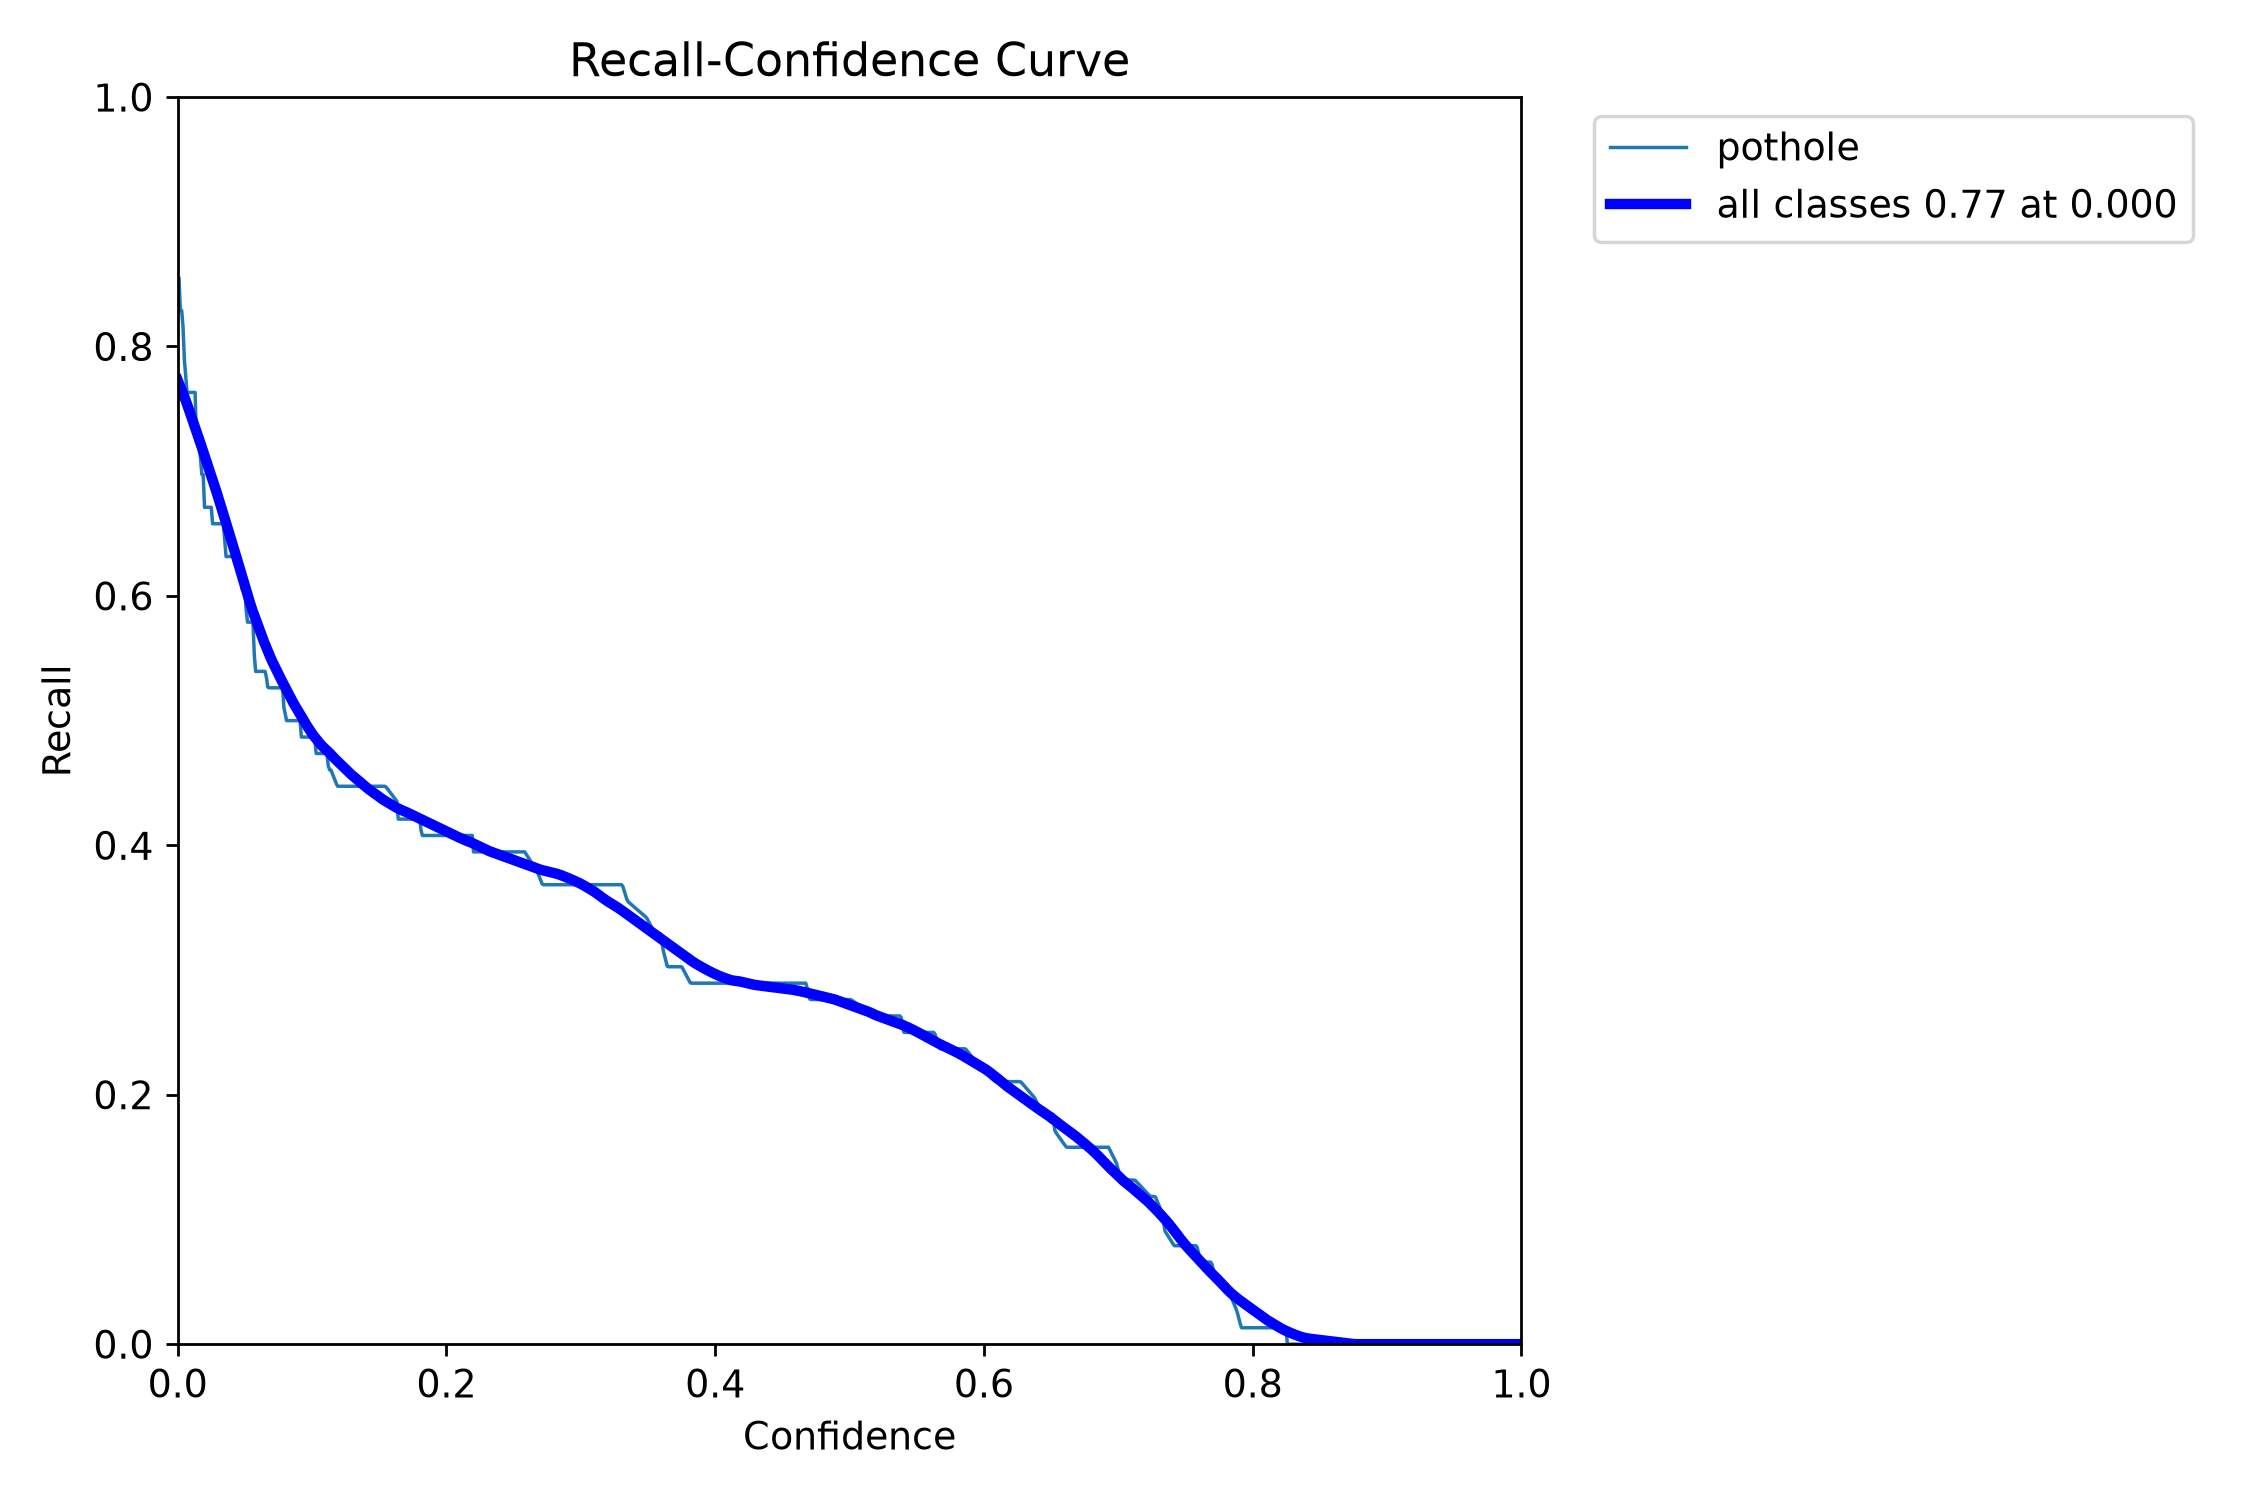 Recall-Confidence Curve
1.0
0.8
0.6
0.4
0.2
0.0
Recall
0.0 0.2 0.4 0.6 0.8 1.0
Confidence
pothole
all classes 0.77 at 0.000